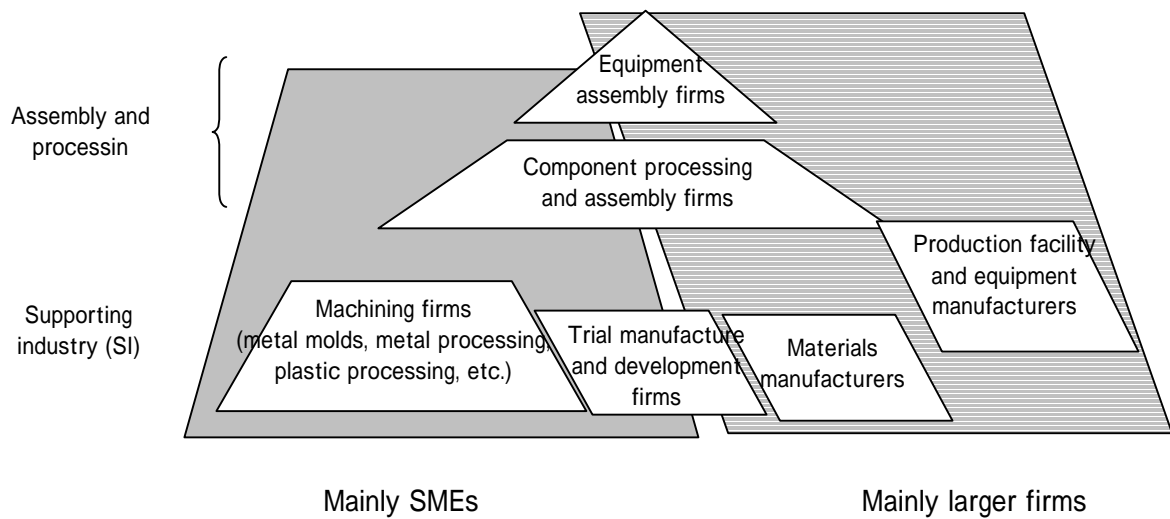 Equipment
assembly firms
Assembly and
processin
Component processing
and assembly firms
Production facility
and equipment
manufacturers
Supporting
industry (SI)
Machining firms
(metal molds, metal processing,
plastic processing, etc.)
Trial manufacture
and development
firms
Materials
manufacturers
Mainly SMEs
Mainly larger firms